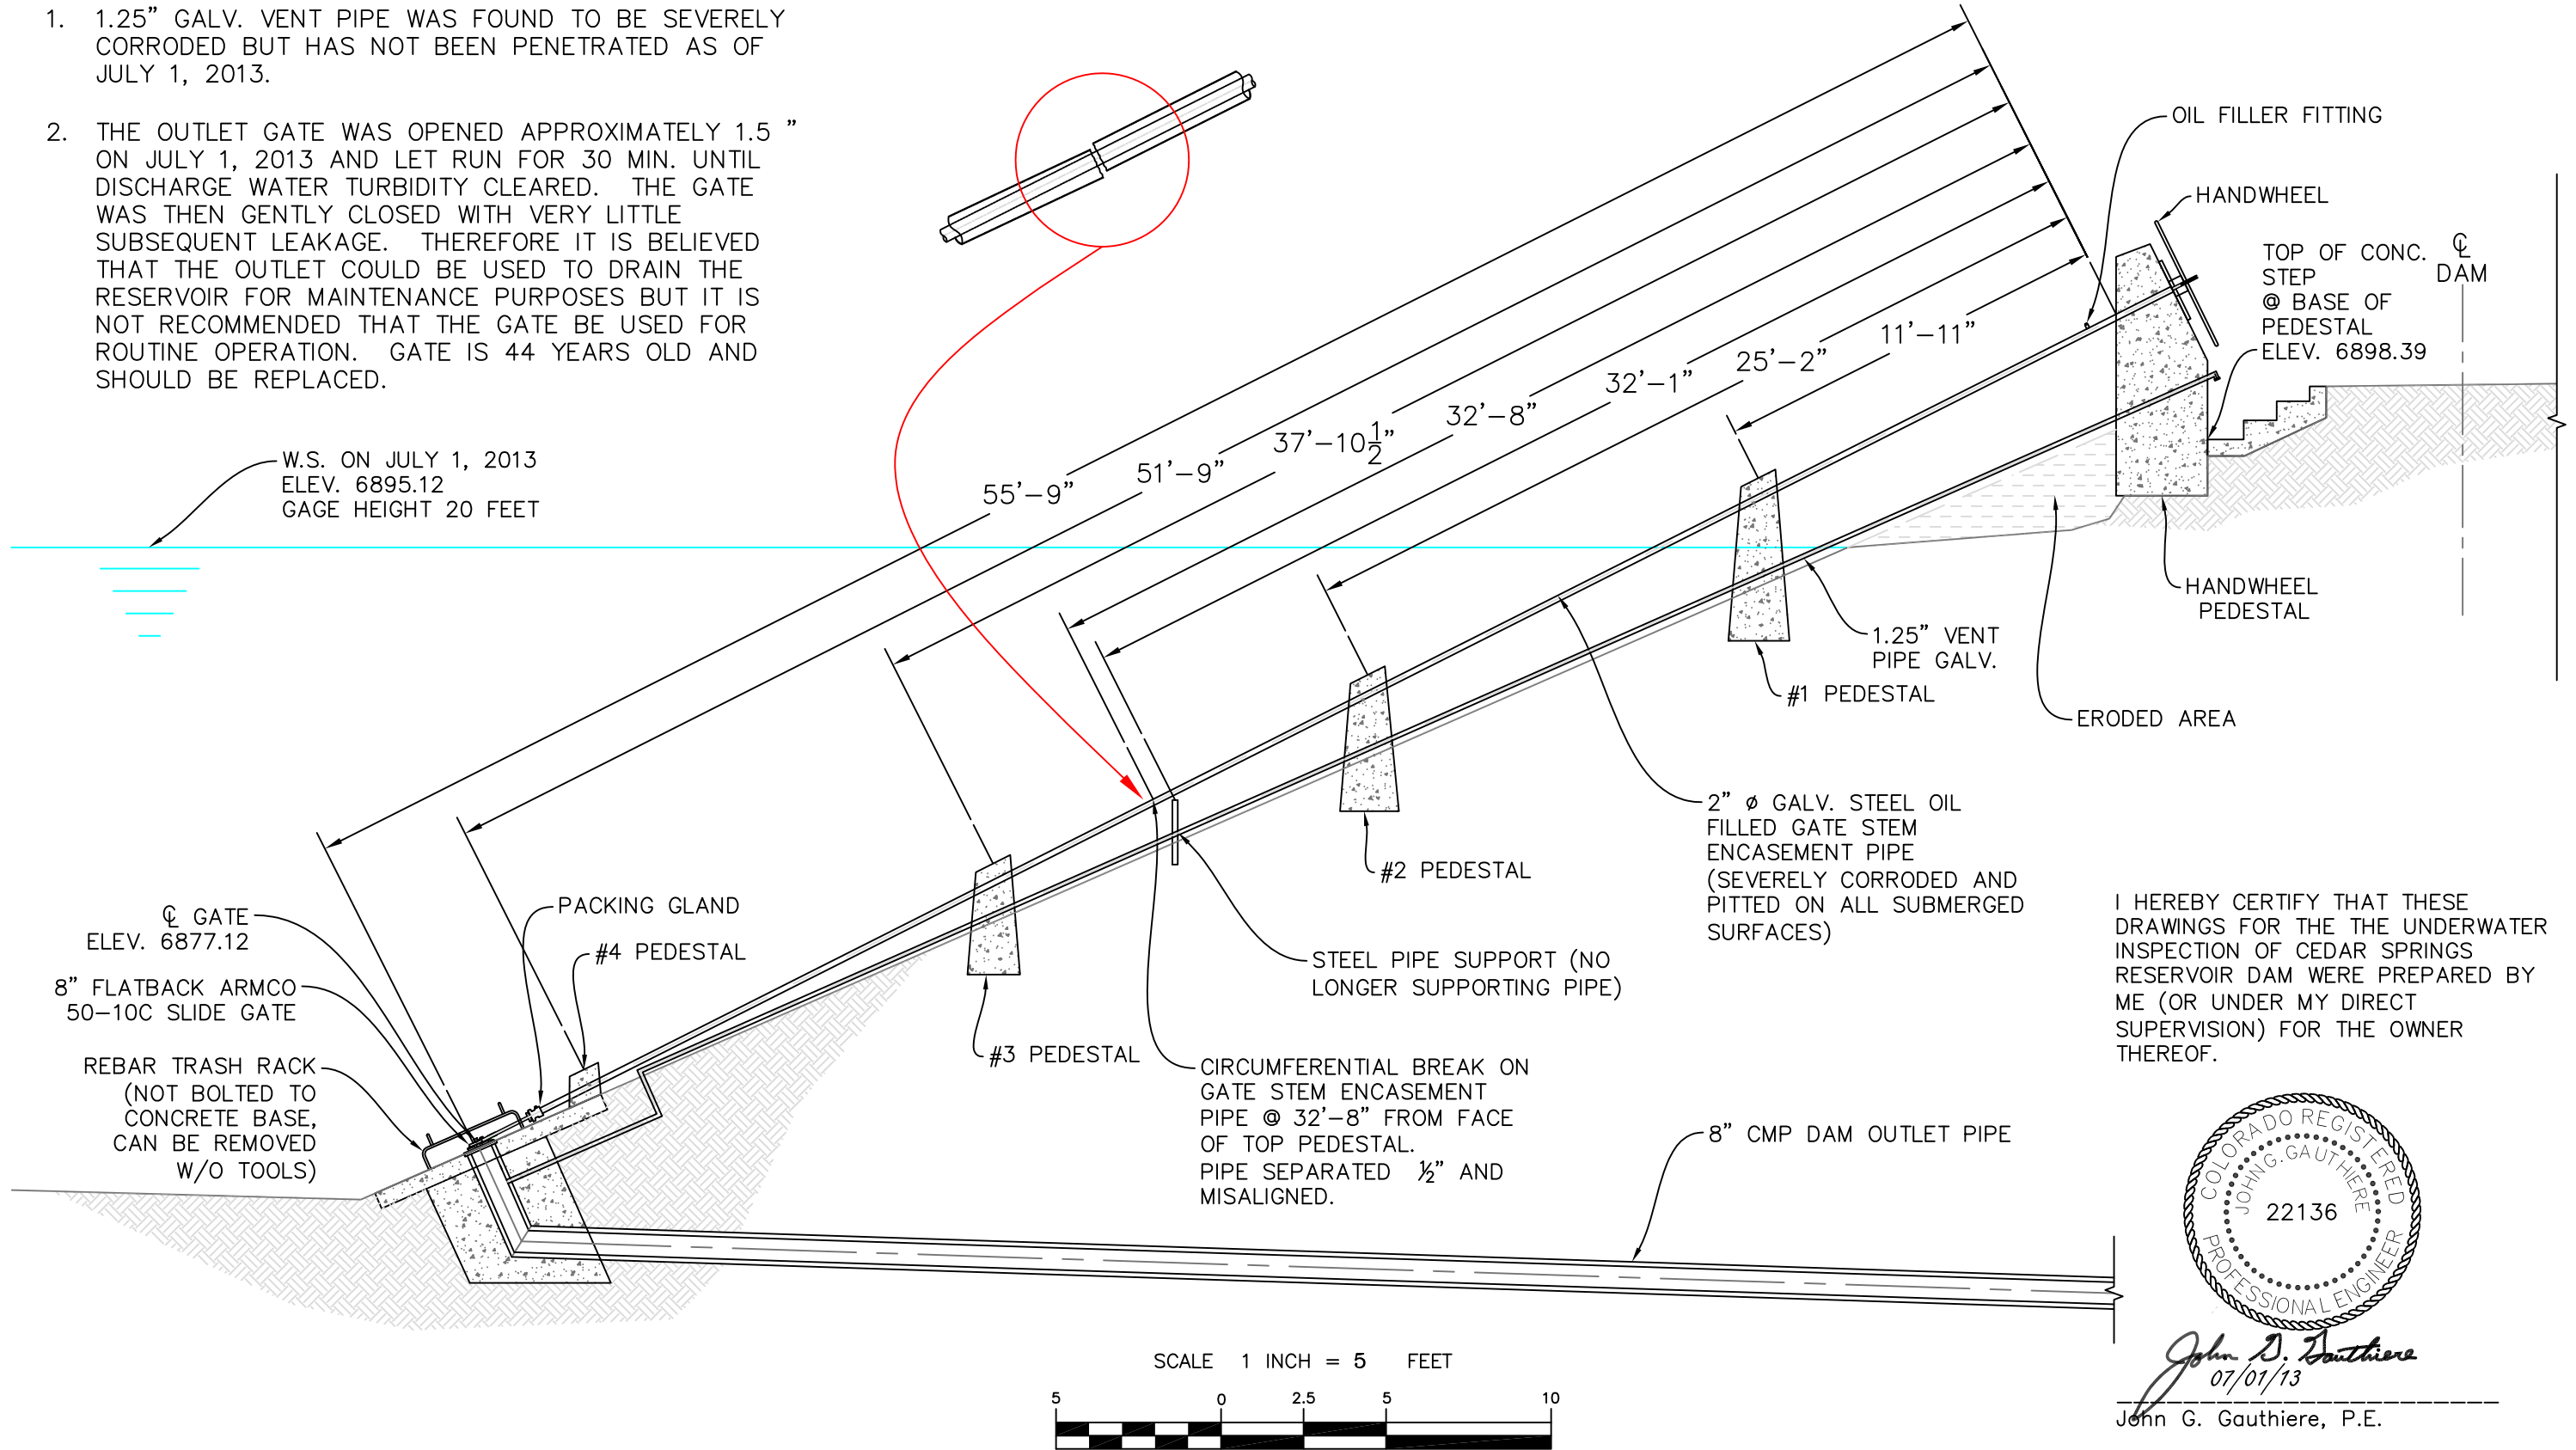 1. 1.25” GALV. VENT PIPE WAS FOUND TO BE SEVERELY
CORRODED BUT HAS NOT BEEN PENETRATED AS OF
JULY 1, 2013.
2. THE OUTLET GATE WAS OPENED APPROXIMATELY 1.5 ”
ON JULY 1, 2013 AND LET RUN FOR 30 MIN. UNTIL
DISCHARGE WATER TURBIDITY CLEARED. THE GATE
WAS THEN GENTLY CLOSED WITH VERY LITTLE
SUBSEQUENT LEAKAGE. THEREFORE IT IS BELIEVED
THAT THE OUTLET COULD BE USED TO DRAIN THE
RESERVOIR FOR MAINTENANCE PURPOSES BUT IT IS
NOT RECOMMENDED THAT THE GATE BE USED FOR
ROUTINE OPERATION. GATE IS 44 YEARS OLD AND
SHOULD BE REPLACED.
OIL FILLER FITTING
HANDWHEEL
TOP OF CONC.
STEP
@ BASE OF
PEDESTAL
ELEV. 6898.39
℄
DAM
11’–11”
25’–2”
32’–1”
32’–8”
37’–10½”
51’–9”
55’–9”
W.S. ON JULY 1, 2013
ELEV. 6895.12
GAGE HEIGHT 20 FEET
HANDWHEEL
PEDESTAL
1.25” VENT
PIPE GALV.
#1 PEDESTAL
ERODED AREA
2” ø GALV. STEEL OIL
FILLED GATE STEM
ENCASEMENT PIPE
(SEVERELY CORRODED AND
PITTED ON ALL SUBMERGED
SURFACES)
#2 PEDESTAL
STEEL PIPE SUPPORT (NO
LONGER SUPPORTING PIPE)
#3 PEDESTAL
CIRCUMFERENTIAL BREAK ON
GATE STEM ENCASEMENT
PIPE @ 32’–8” FROM FACE
OF TOP PEDESTAL.
PIPE SEPARATED ½” AND
MISALIGNED.
PACKING GLAND
#4 PEDESTAL
℄ GATE
ELEV. 6877.12
8” FLATBACK ARMCO
50–10C SLIDE GATE
REBAR TRASH RACK
(NOT BOLTED TO
CONCRETE BASE,
CAN BE REMOVED
W/O TOOLS)
8” CMP DAM OUTLET PIPE
I HEREBY CERTIFY THAT THESE
DRAWINGS FOR THE THE UNDERWATER
INSPECTION OF CEDAR SPRINGS
RESERVOIR DAM WERE PREPARED BY
ME (OR UNDER MY DIRECT
SUPERVISION) FOR THE OWNER
THEREOF.
COLORADO REGISTERED
JOHN G. GAUTHIERE
22136
PROFESSIONAL ENGINEER
John G. Gauthiere
07/01/13
John G. Gauthiere, P.E.
SCALE 1 INCH = 5 FEET
5 0 2.5 5 10